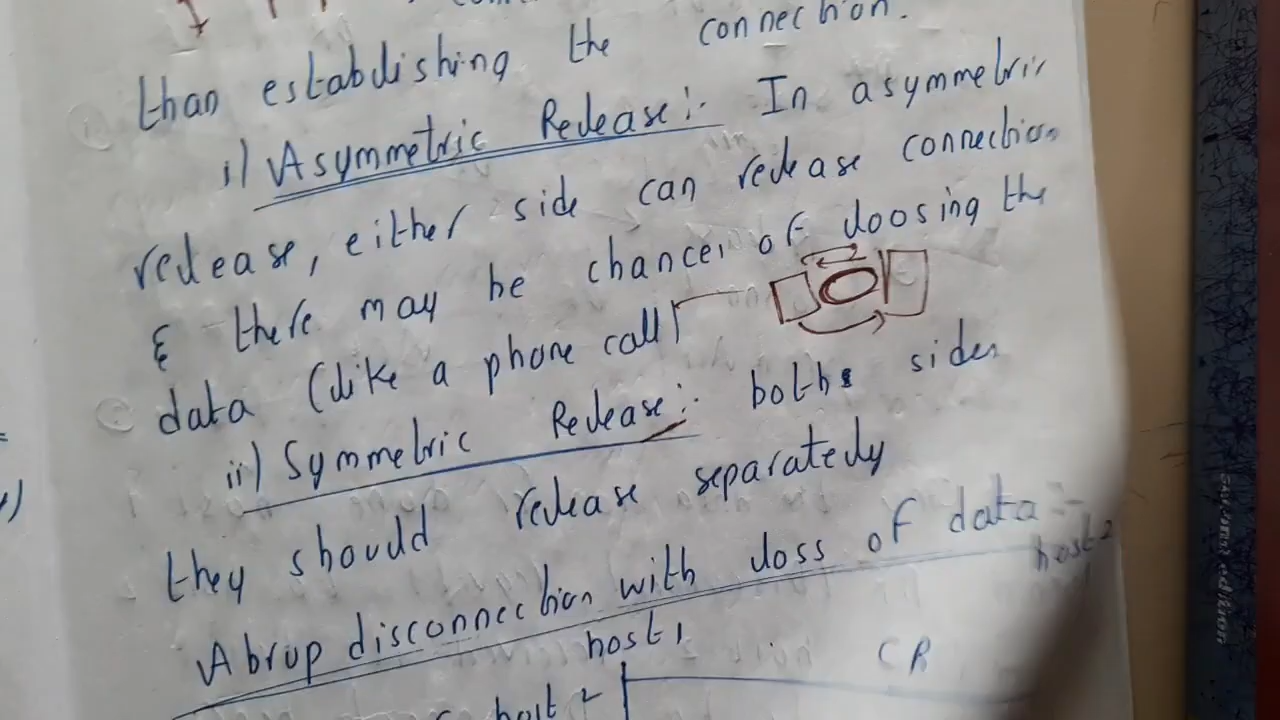 than establishing the connection.
i) Asymmetric Release:- In asymmetric
release, either side can release connection
& there may be chances of loosing the
data (like a phone call)
ii) Symmetric Release:- both sides
they should release separately
Abrup disconnection with loss of data :-
host 1
host 2
CR
host 2